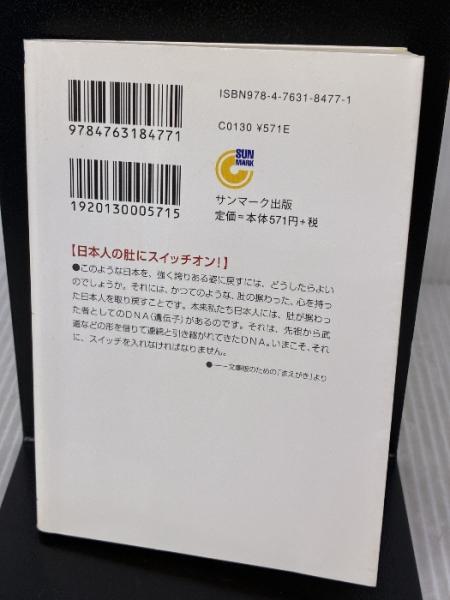 ISBN978-4-7631-8477-1
C0130 ¥571E
9784763184771
1920130005715
SUN
MARK
サンマーク出版
定価=本体571円+税
【日本人の肚にスイッチオン!】
●このような日本を、強く誇りある姿に戻すには、どうしたらよい
のでしょうか。それには、かつてのような、肚の据わった、心を持っ
た日本人を取り戻すことです。本来私たち日本人には、肚が据わっ
た者としてのDNA(遺伝子)があるのです。それは、先祖から武
道などの形を借りて連綿と引き継がれてきたDNA。いまこそ、それ
に、スイッチを入れなければなりません。
●――文庫版のための「まえがき」より